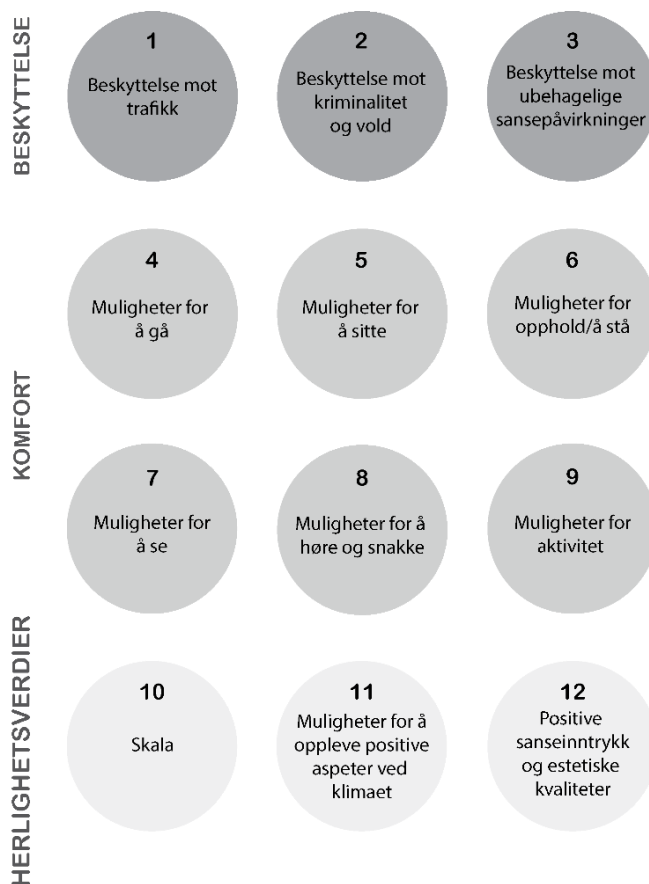 BESKYTTELSE
1
Beskyttelse mot
trafikk
2
Beskyttelse mot
kriminalitet
og vold
3
Beskyttelse mot
ubehagelige
sansepåvirkninger
KOMFORT
4
Muligheter for
å gå
5
Muligheter for
å sitte
6
Muligheter for
opphold/å stå
7
Muligheter for
å se
8
Muligheter for å
høre og snakke
9
Muligheter for
aktivitet
HERLIGHETSVERDIER
10
Skala
11
Muligheter for å
oppleve positive
aspeter ved
klimaet
12
Positive
sanseinntrykk
og estetiske
kvaliteter